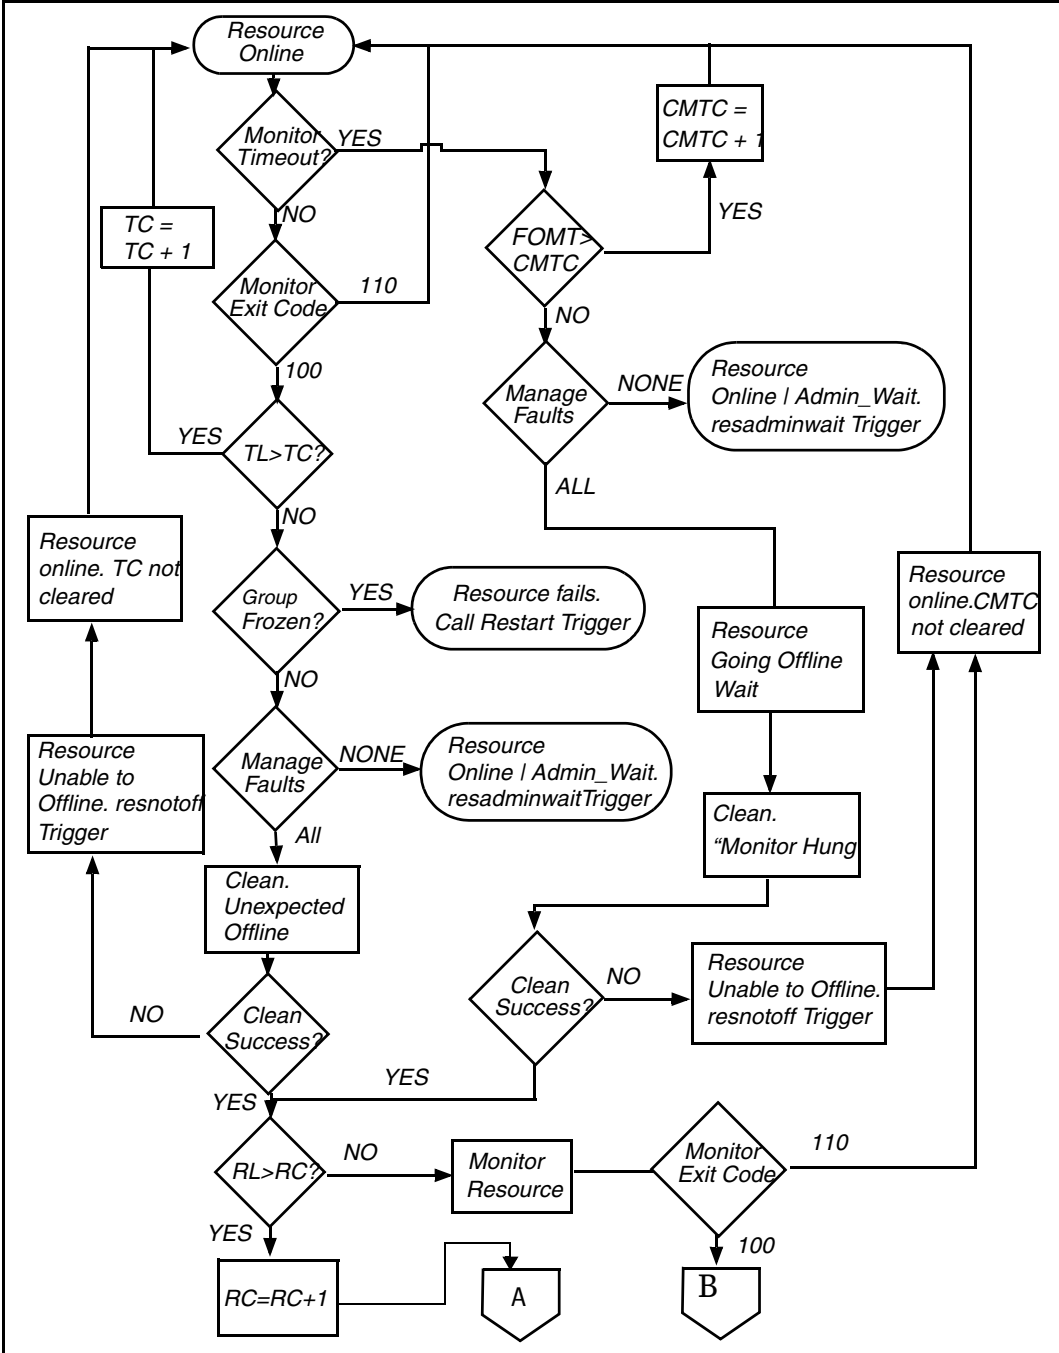 Resource
Online
Monitor
Timeout?
YES
CMTC =
CMTC + 1
YES
NO
TC =
TC + 1
FOMT>
CMTC
Monitor
Exit Code
110
NO
100
Manage
Faults
NONE
Resource
Online | Admin_Wait.
resadminwait Trigger
YES
TL>TC?
ALL
NO
Resource
online. TC not
cleared
Group
Frozen?
YES
Resource fails.
Call Restart Trigger
Resource
online.CMTC
not cleared
Resource
Going Offline
Wait
NO
Resource
Unable to
Offline. resnotoff
Trigger
Manage
Faults
NONE
Resource
Online | Admin_Wait.
resadminwaitTrigger
All
Clean.
“Monitor Hung
Clean.
Unexpected
Offline
NO
Clean
Success?
Clean
Success?
NO
Resource
Unable to Offline.
resnotoff Trigger
YES
YES
RL>RC?
NO
Monitor
Resource
Monitor
Exit Code
110
YES
100
RC=RC+1
A
B